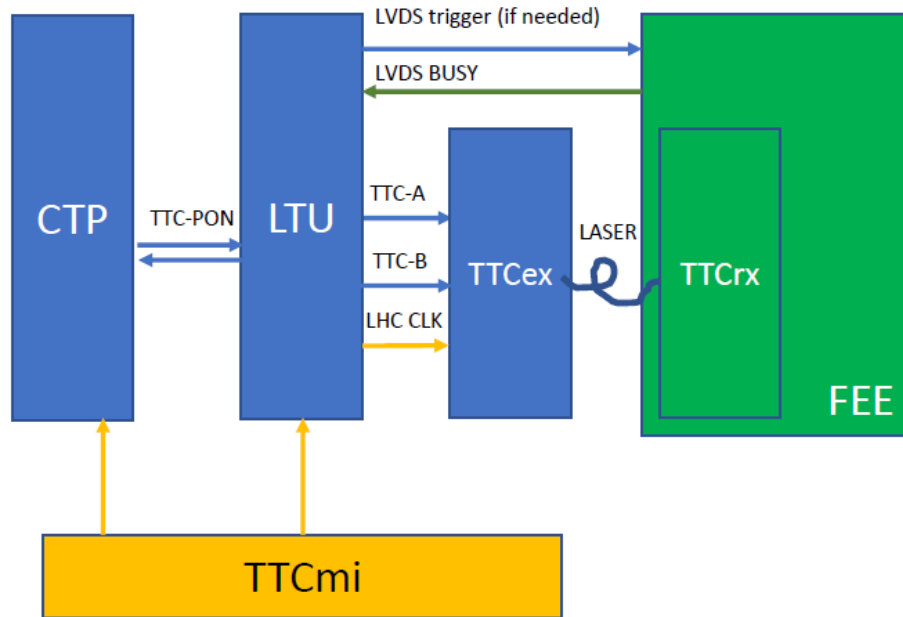 LVDS trigger (if needed)
LVDS BUSY
CTP
TTC-PON
LTU
TTC-A
TTC-B
LHC CLK
TTCex
LASER
TTCrx
FEE
TTCmi